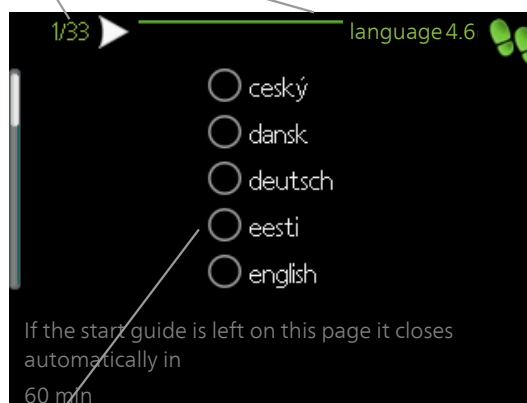 1/33 language 4.6
ceský
dansk
deutsch
eesti
english
If the start guide is left on this page it closes
automatically in
60 min